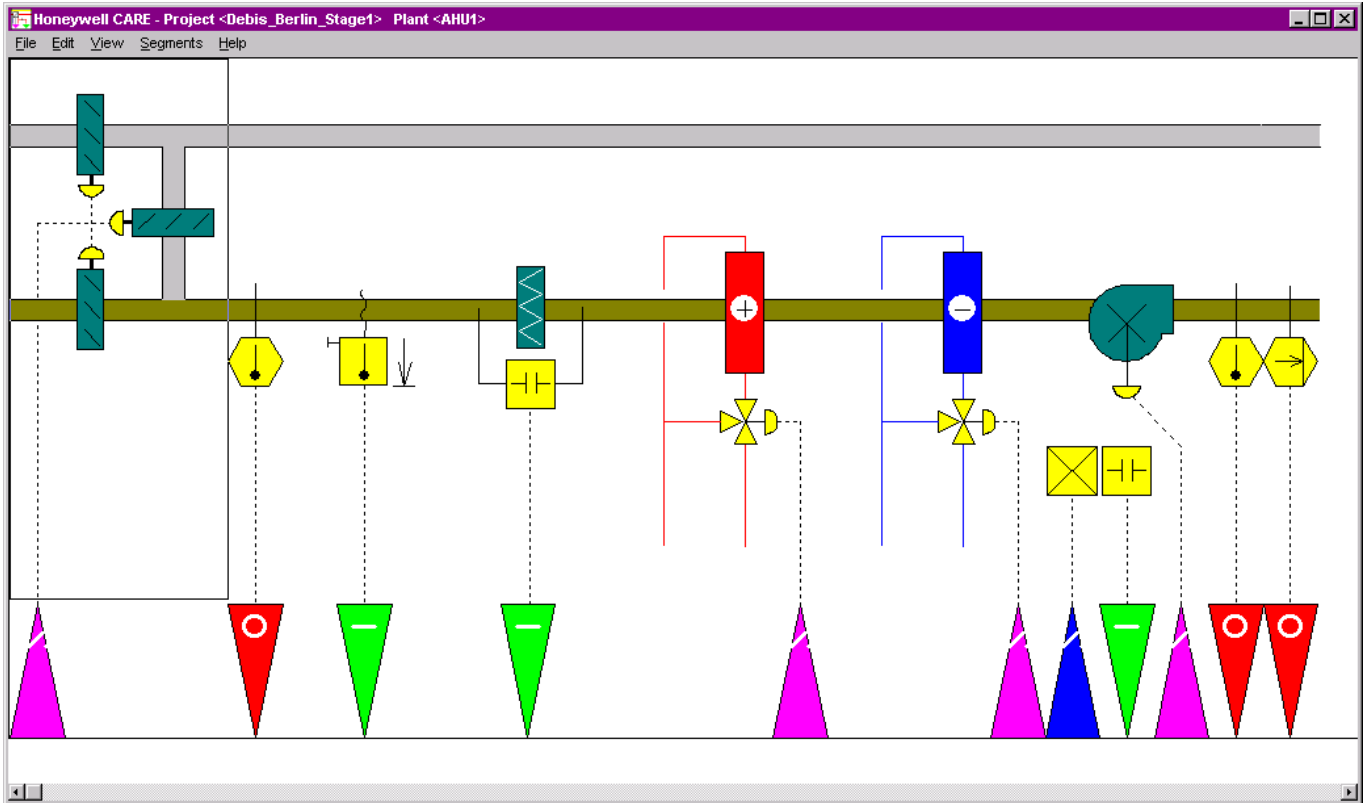 Honeywell CARE - Project <Debis_Berlin_Stage1> Plant <AHU1>
File Edit View Segments Help